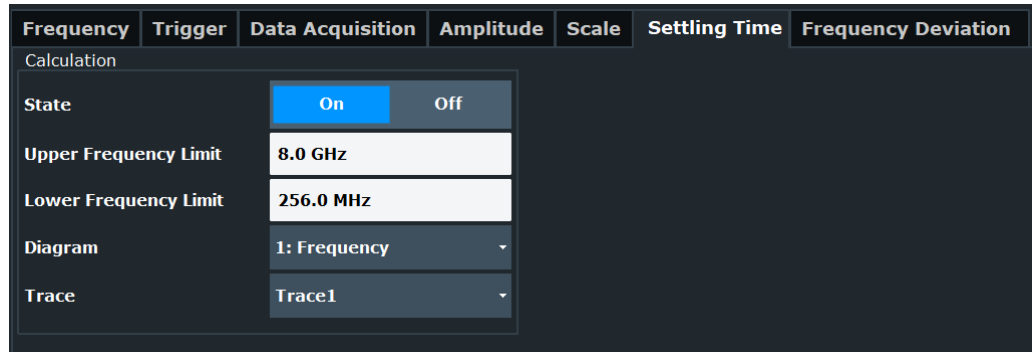 Frequency Trigger Data Acquisition Amplitude Scale Settling Time Frequency Deviation
Calculation
State On Off
Upper Frequency Limit 8.0 GHz
Lower Frequency Limit 256.0 MHz
Diagram 1: Frequency
Trace Trace1